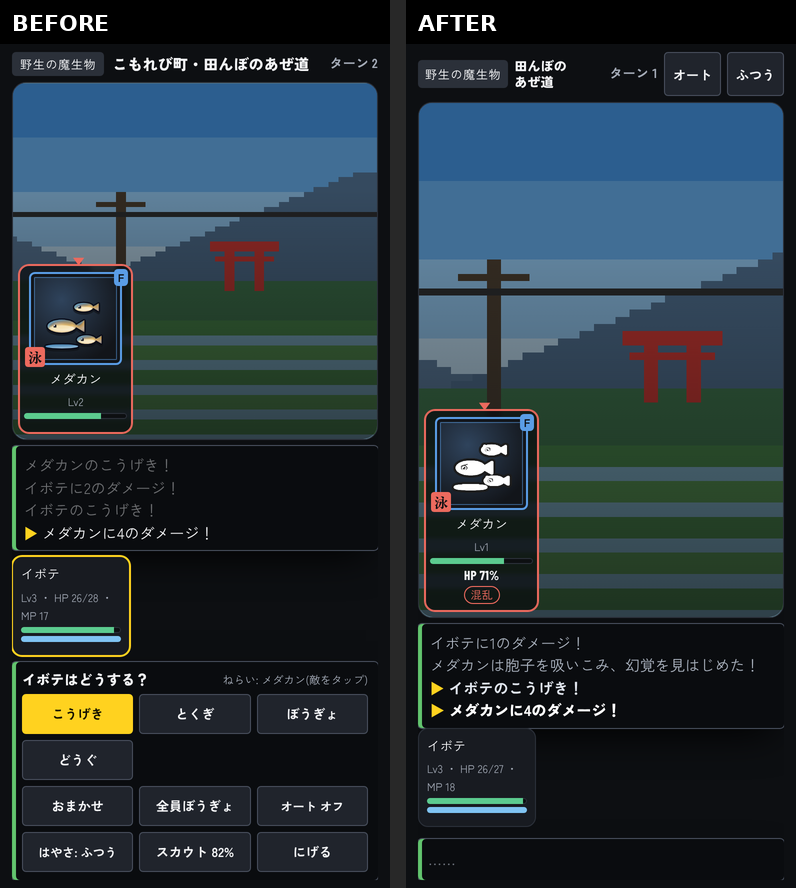 BEFORE
野生の魔生物
こもれび町・田んぼのあぜ道
ターン 2
F
泳
メダカン
Lv2
メダカンのこうげき！
イボテに2のダメージ！
イボテのこうげき！
▶ メダカンに4のダメージ！
イボテ
Lv3 ・ HP 26/28 ・
MP 17
イボテはどうする？
ねらい: メダカン(敵をタップ)
こうげき
とくぎ
ぼうぎょ
どうぐ
おまかせ
全員ぼうぎょ
オート オフ
はやさ: ふつう
スカウト 82%
にげる
AFTER
野生の魔生物
田んぼの
あぜ道
ターン 1
オート
ふつう
F
泳
メダカン
Lv1
HP 71%
混乱
イボテに1のダメージ！
メダカンは胞子を吸いこみ、幻覚を見はじめた！
▶ イボテのこうげき！
▶ メダカンに4のダメージ！
イボテ
Lv3 ・ HP 26/27 ・
MP 18
……